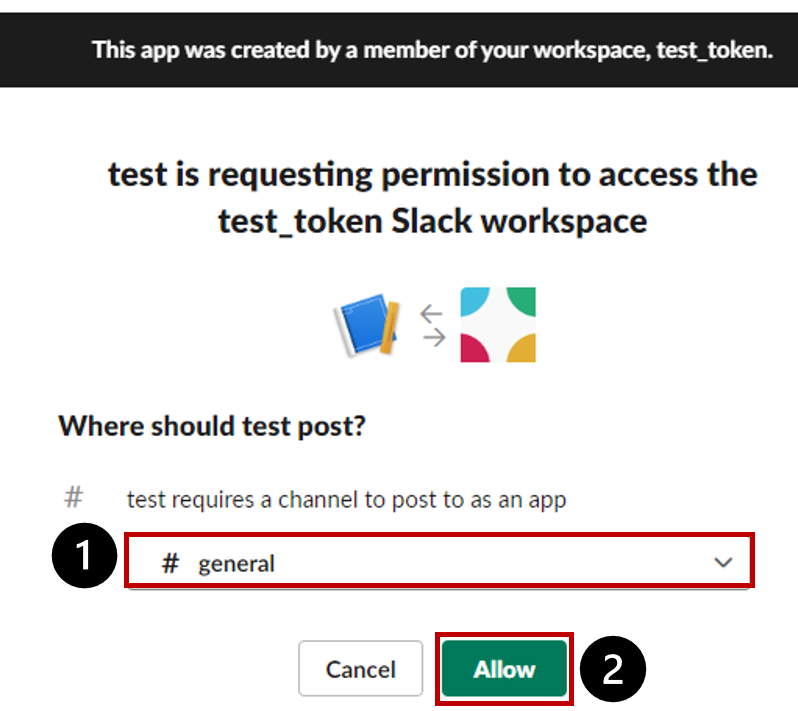 This app was created by a member of your workspace, test_token.
test is requesting permission to access the
test_token Slack workspace
Where should test post?
# test requires a channel to post to as an app
1 # general
Cancel Allow 2